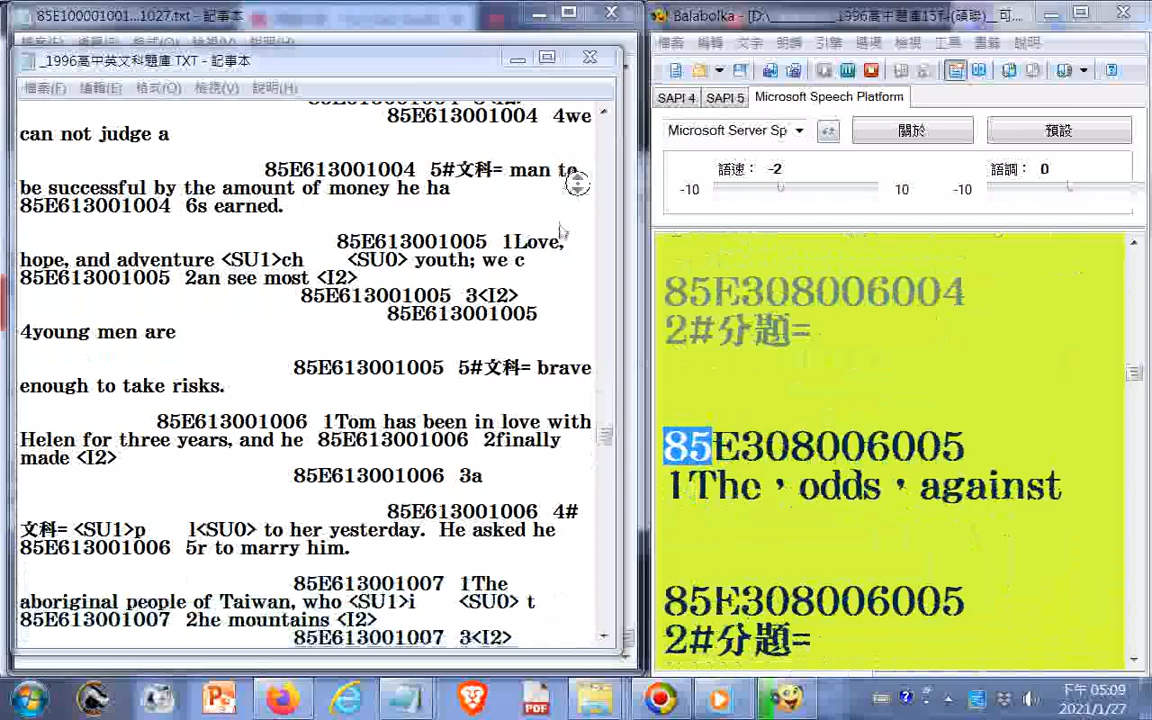 85E100001001...1027.txt - 記事本
_1996高中英文科題庫 TXT - 記事本
檔案(F) 編輯(E) 格式(O) 檢視(V) 說明(H)
85E613001004 4we
can not judge a
85E613001004 5#文科= man to
be successful by the amount of money he ha
85E613001004 6s earned.
85E613001005 1Love,
hope, and adventure <SU1>ch <SU0> youth; we c
85E613001005 2an see most <I2>
85E613001005 3<I2>
85E613001005
4young men are
85E613001005 5#文科= brave
enough to take risks.
85E613001006 1Tom has been in love with
Helen for three years, and he 85E613001006 2finally
made <I2>
85E613001006 3a
85E613001006 4#
文科= <SU1>p l<SU0> to her yesterday. He asked he
85E613001006 5r to marry him.
85E613001007 1The
aboriginal people of Taiwan, who <SU1>i <SU0> t
85E613001007 2he mountains <I2>
85E613001007 3<I2>
Balabolka - [D:\________1996高中題庫15科(碩聯)__可...
檔案 編輯 文字 朗讀 引擎 選項 檢視 工具 書籤 說明
SAPI 4 SAPI 5 Microsoft Speech Platform
Microsoft Server Sp 關於 預設
語速： -2 語調： 0
-10 10 -10
85E308006004
2#分題=
85E308006005
1The，odds，against
85E308006005
2#分題=
PDF
下午 05:09
2021/1/27